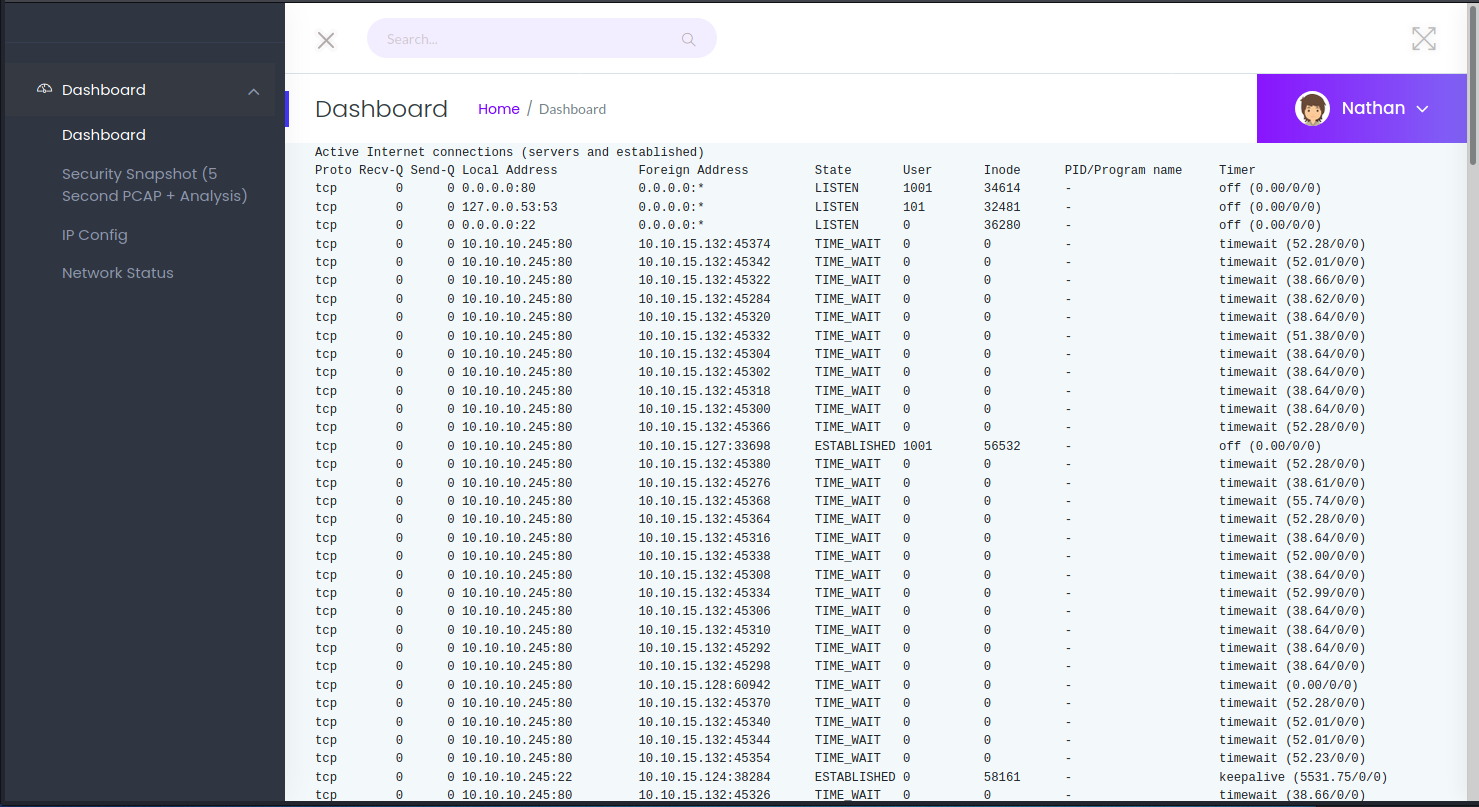 Search...
Dashboard
Dashboard
Security Snapshot (5
Second PCAP + Analysis)
IP Config
Network Status
Dashboard Home / Dashboard
Nathan
Active Internet connections (servers and established)
Proto Recv-Q Send-Q Local Address Foreign Address State User Inode PID/Program name Timer
tcp 0 0 0.0.0.0:80 0.0.0.0:* LISTEN 1001 34614 - off (0.00/0/0)
tcp 0 0 127.0.0.53:53 0.0.0.0:* LISTEN 101 32481 - off (0.00/0/0)
tcp 0 0 0.0.0.0:22 0.0.0.0:* LISTEN 0 36280 - off (0.00/0/0)
tcp 0 0 10.10.10.245:80 10.10.15.132:45374 TIME_WAIT 0 0 - timewait (52.28/0/0)
tcp 0 0 10.10.10.245:80 10.10.15.132:45342 TIME_WAIT 0 0 - timewait (52.01/0/0)
tcp 0 0 10.10.10.245:80 10.10.15.132:45322 TIME_WAIT 0 0 - timewait (38.66/0/0)
tcp 0 0 10.10.10.245:80 10.10.15.132:45284 TIME_WAIT 0 0 - timewait (38.62/0/0)
tcp 0 0 10.10.10.245:80 10.10.15.132:45320 TIME_WAIT 0 0 - timewait (38.64/0/0)
tcp 0 0 10.10.10.245:80 10.10.15.132:45332 TIME_WAIT 0 0 - timewait (51.38/0/0)
tcp 0 0 10.10.10.245:80 10.10.15.132:45304 TIME_WAIT 0 0 - timewait (38.64/0/0)
tcp 0 0 10.10.10.245:80 10.10.15.132:45302 TIME_WAIT 0 0 - timewait (38.64/0/0)
tcp 0 0 10.10.10.245:80 10.10.15.132:45318 TIME_WAIT 0 0 - timewait (38.64/0/0)
tcp 0 0 10.10.10.245:80 10.10.15.132:45300 TIME_WAIT 0 0 - timewait (38.64/0/0)
tcp 0 0 10.10.10.245:80 10.10.15.132:45366 TIME_WAIT 0 0 - timewait (52.28/0/0)
tcp 0 0 10.10.10.245:80 10.10.15.127:33698 ESTABLISHED 1001 56532 - off (0.00/0/0)
tcp 0 0 10.10.10.245:80 10.10.15.132:45380 TIME_WAIT 0 0 - timewait (52.28/0/0)
tcp 0 0 10.10.10.245:80 10.10.15.132:45276 TIME_WAIT 0 0 - timewait (38.61/0/0)
tcp 0 0 10.10.10.245:80 10.10.15.132:45368 TIME_WAIT 0 0 - timewait (55.74/0/0)
tcp 0 0 10.10.10.245:80 10.10.15.132:45364 TIME_WAIT 0 0 - timewait (52.28/0/0)
tcp 0 0 10.10.10.245:80 10.10.15.132:45316 TIME_WAIT 0 0 - timewait (38.64/0/0)
tcp 0 0 10.10.10.245:80 10.10.15.132:45338 TIME_WAIT 0 0 - timewait (52.00/0/0)
tcp 0 0 10.10.10.245:80 10.10.15.132:45308 TIME_WAIT 0 0 - timewait (38.64/0/0)
tcp 0 0 10.10.10.245:80 10.10.15.132:45334 TIME_WAIT 0 0 - timewait (52.99/0/0)
tcp 0 0 10.10.10.245:80 10.10.15.132:45306 TIME_WAIT 0 0 - timewait (38.64/0/0)
tcp 0 0 10.10.10.245:80 10.10.15.132:45310 TIME_WAIT 0 0 - timewait (38.64/0/0)
tcp 0 0 10.10.10.245:80 10.10.15.132:45292 TIME_WAIT 0 0 - timewait (38.64/0/0)
tcp 0 0 10.10.10.245:80 10.10.15.132:45298 TIME_WAIT 0 0 - timewait (38.64/0/0)
tcp 0 0 10.10.10.245:80 10.10.15.128:60942 TIME_WAIT 0 0 - timewait (0.00/0/0)
tcp 0 0 10.10.10.245:80 10.10.15.132:45370 TIME_WAIT 0 0 - timewait (52.28/0/0)
tcp 0 0 10.10.10.245:80 10.10.15.132:45340 TIME_WAIT 0 0 - timewait (52.01/0/0)
tcp 0 0 10.10.10.245:80 10.10.15.132:45344 TIME_WAIT 0 0 - timewait (52.01/0/0)
tcp 0 0 10.10.10.245:80 10.10.15.132:45354 TIME_WAIT 0 0 - timewait (52.23/0/0)
tcp 0 0 10.10.10.245:22 10.10.15.124:38284 ESTABLISHED 0 58161 - keepalive (5531.75/0/0)
tcp 0 0 10.10.10.245:80 10.10.15.132:45326 TIME_WAIT 0 0 - timewait (38.66/0/0)